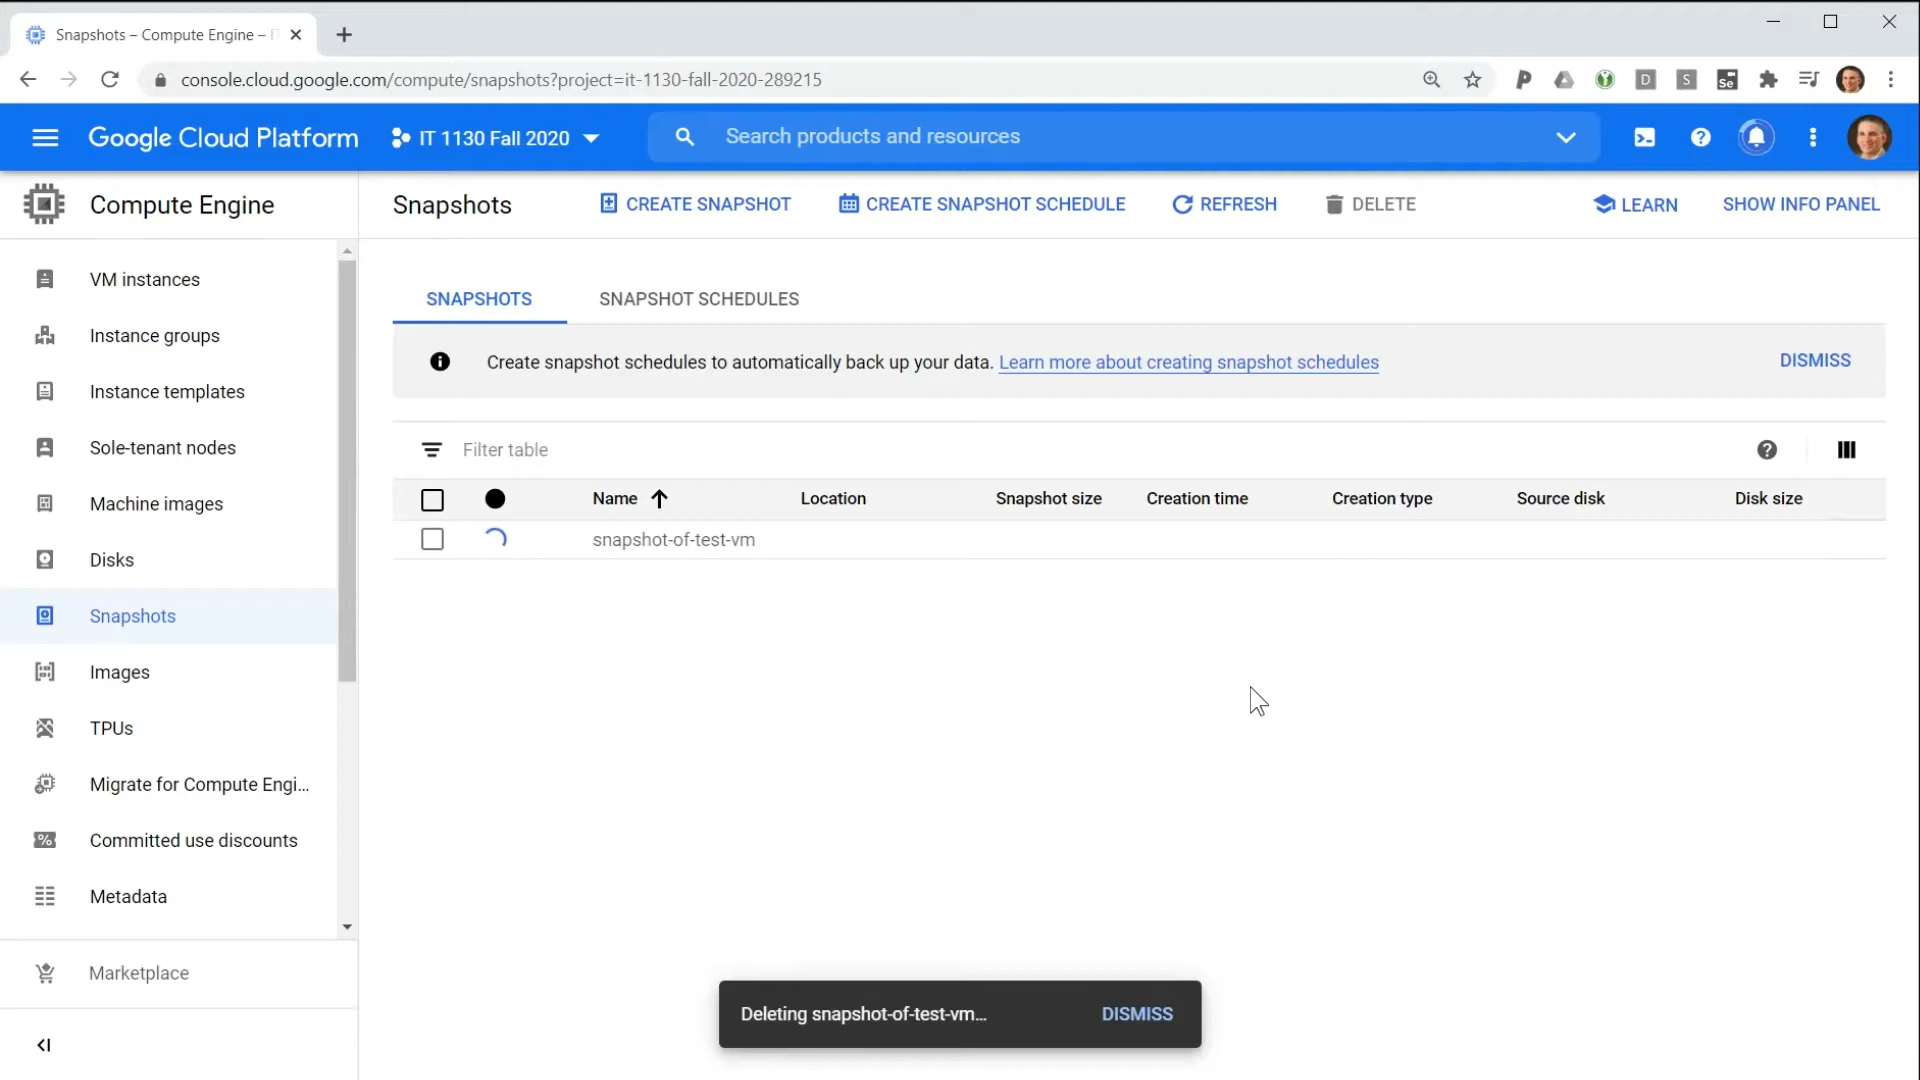 Snapshots – Compute Engine –
console.cloud.google.com/compute/snapshots?project=it-1130-fall-2020-289215
D
S
Se
Google Cloud Platform
IT 1130 Fall 2020
Search products and resources
Compute Engine
Snapshots
CREATE SNAPSHOT
CREATE SNAPSHOT SCHEDULE
REFRESH
DELETE
LEARN
SHOW INFO PANEL
VM instances
Instance groups
Instance templates
Sole-tenant nodes
Machine images
Disks
Snapshots
Images
TPUs
Migrate for Compute Engi...
Committed use discounts
Metadata
Marketplace
SNAPSHOTS
SNAPSHOT SCHEDULES
Create snapshot schedules to automatically back up your data. Learn more about creating snapshot schedules
DISMISS
Filter table
Name
Location
Snapshot size
Creation time
Creation type
Source disk
Disk size
snapshot-of-test-vm
Deleting snapshot-of-test-vm...
DISMISS